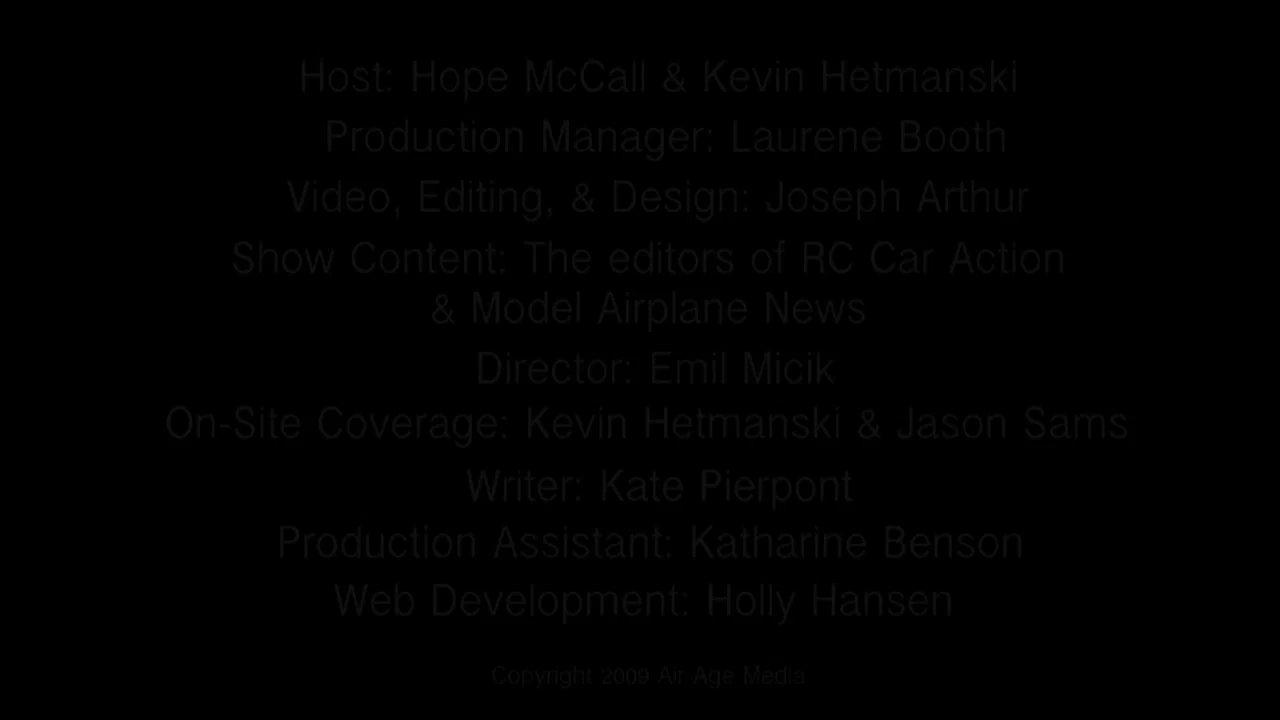 Host: Hope McCall & Kevin Hetmanski
Production Manager: Laurene Booth
Video, Editing, & Design: Joseph Arthur
Show Content: The editors of RC Car Action
& Model Airplane News
Director: Emil Micik
On-Site Coverage: Kevin Hetmanski & Jason Sams
Writer: Kate Pierpont
Production Assistant: Katharine Benson
Web Development: Holly Hansen
Copyright 2009 Air Age Media